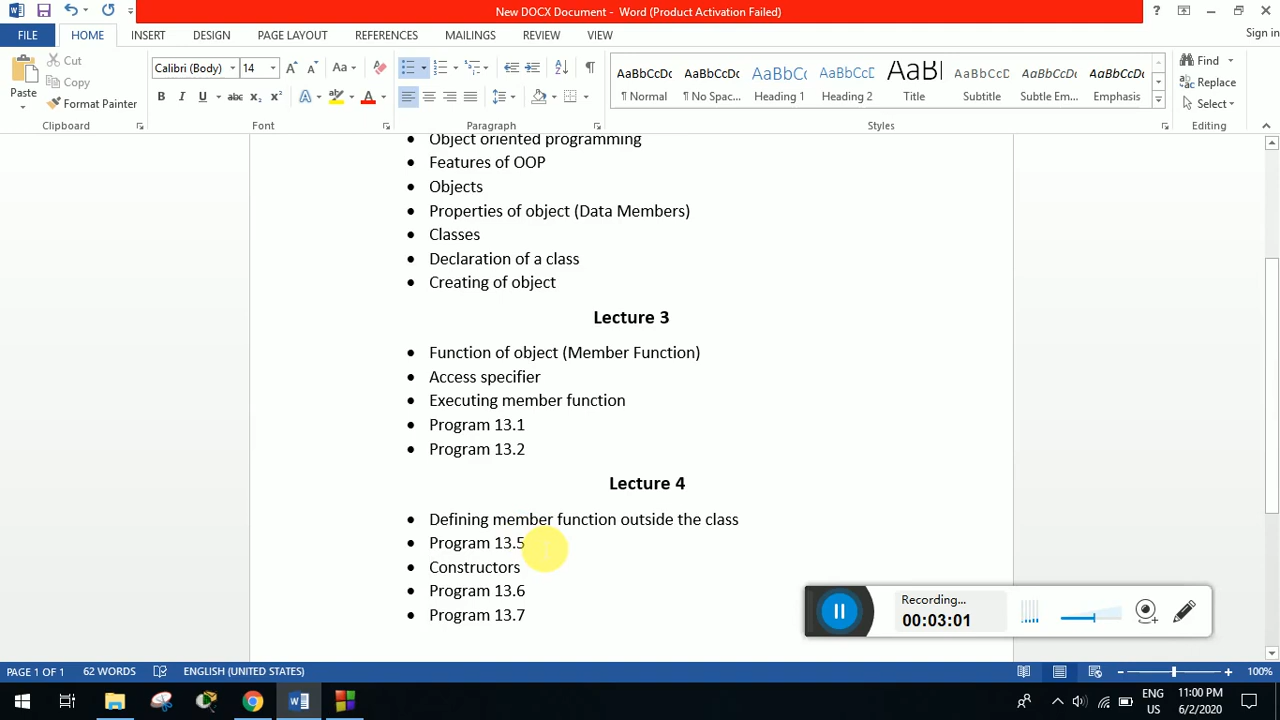 New DOCX Document - Word (Product Activation Failed)
?
Sign in
FILE HOME INSERT DESIGN PAGE LAYOUT REFERENCES MAILINGS REVIEW VIEW
Paste
Cut
Copy
Format Painter
Clipboard
Calibri (Body) 14
Aa
B I U abc x₂ x²
A A
Font
Paragraph
AaBbCcDc AaBbCcDc AaBbCc AaBbCcD AaBl AaBbCcD AaBbCcDc AaBbCcDc
¶ Normal ¶ No Spac... Heading 1 Heading 2 Title Subtitle Subtle Em... Emphasis
Styles
Find
Replace
Select
Editing
• Object oriented programming
• Features of OOP
• Objects
• Properties of object (Data Members)
• Classes
• Declaration of a class
• Creating of object
Lecture 3
• Function of object (Member Function)
• Access specifier
• Executing member function
• Program 13.1
• Program 13.2
Lecture 4
• Defining member function outside the class
• Program 13.5
• Constructors
• Program 13.6
• Program 13.7
Recording...
00:03:01
PAGE 1 OF 1 62 WORDS ENGLISH (UNITED STATES)
100%
ENG
US
11:00 PM
6/2/2020